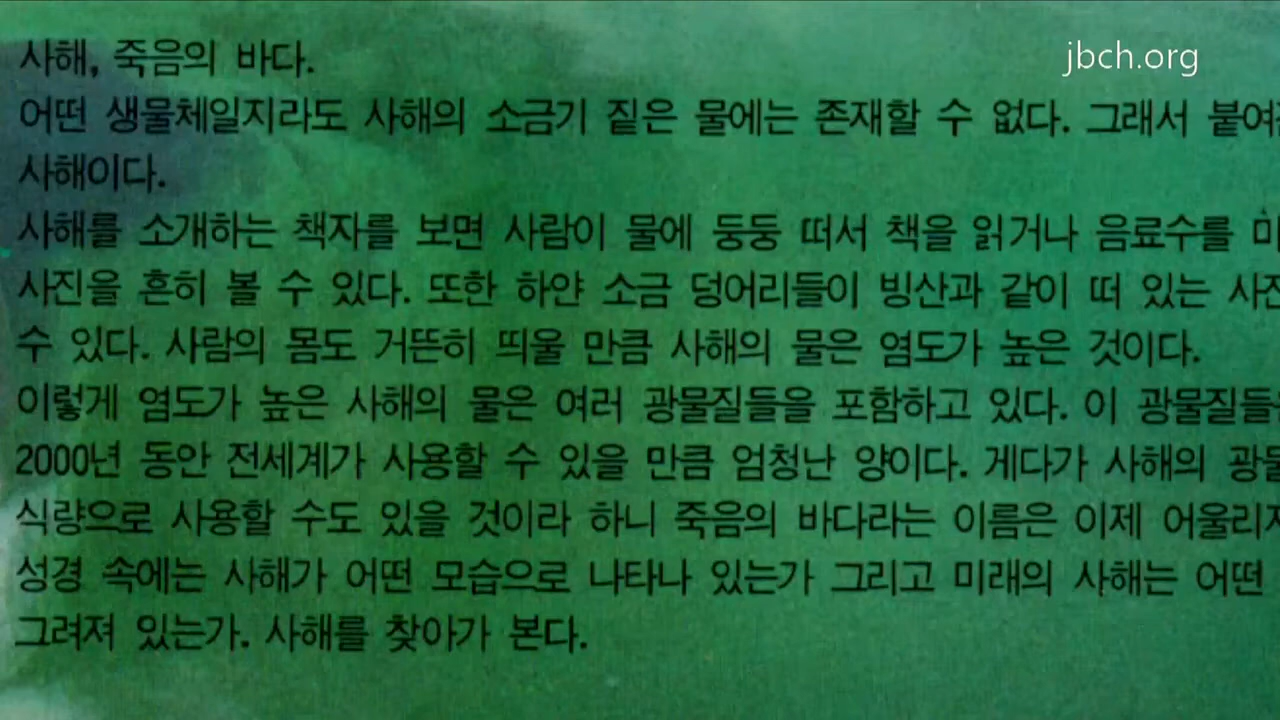 jbch.org
사해, 죽음의 바다.
어떤 생물체일지라도 사해의 소금기 짙은 물에는 존재할 수 없다. 그래서
사해이다.
사해를 소개하는 책자를 보면 사람이 물에 둥둥 떠서 책을 읽거나 음료수를
사진을 흔히 볼 수 있다. 또한 하얀 소금 덩어리들이 빙산과 같이 떠 있는
수 있다. 사람의 몸도 거뜬히 띄울 만큼 사해의 물은 염도가 높은 것이다.
이렇게 염도가 높은 사해의 물은 여러 광물질들을 포함하고 있다. 이
2000년 동안 전세계가 사용할 수 있을 만큼 엄청난 양이다. 게다가 사해의
식량으로 사용할 수도 있을 것이라 하니 죽음의 바다라는 이름은 이제
성경 속에는 사해가 어떤 모습으로 나타나 있는가 그리고 미래의 사해는 어떤
그려져 있는가. 사해를 찾아가 본다.